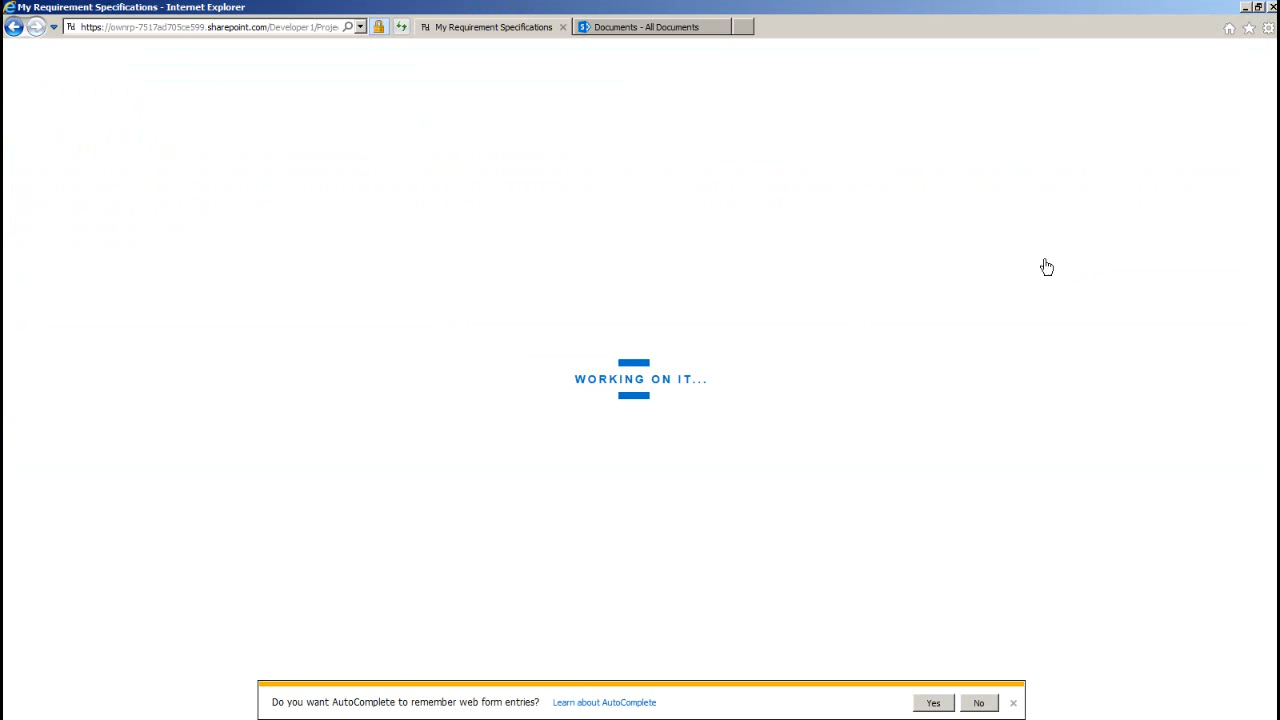 My Requirement Specifications - Internet Explorer
https://ownrp-7517ad705ce599.sharepoint.com/Developer1/Proje
My Requirement Specifications
Documents - All Documents
WORKING ON IT...
Do you want AutoComplete to remember web form entries? Learn about AutoComplete Yes No